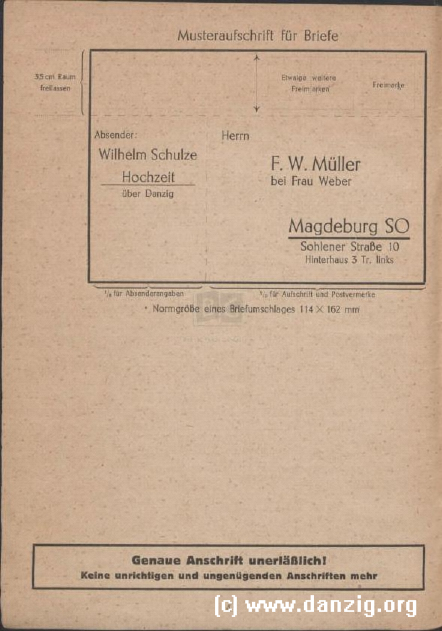 Musteraufschrift für Briefe
3,5 cm Raum
freilassen
Etwaige weitere
Freimarken
Freimarke
Absender:
Wilhelm Schulze
Hochzeit
über Danzig
Herrn
F. W. Müller
bei Frau Weber
Magdeburg SO
Sohlener Straße 10
Hinterhaus 3 Tr. links
für Absenderangaben
für Aufschrift und Postvermerke
* Normgröße eines Briefumschlages 114 × 162 mm
Genaue Anschrift unerläßlich!
Keine unrichtigen und ungenügenden Anschriften mehr
(c) www.danzig.org